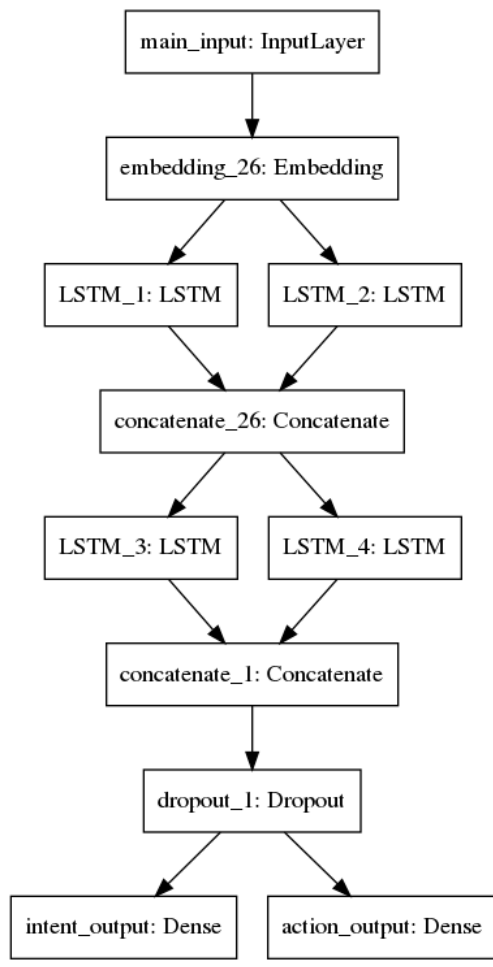 main_input: InputLayer
embedding_26: Embedding
LSTM_1: LSTM
LSTM_2: LSTM
concatenate_26: Concatenate
LSTM_3: LSTM
LSTM_4: LSTM
concatenate_1: Concatenate
dropout_1: Dropout
intent_output: Dense
action_output: Dense